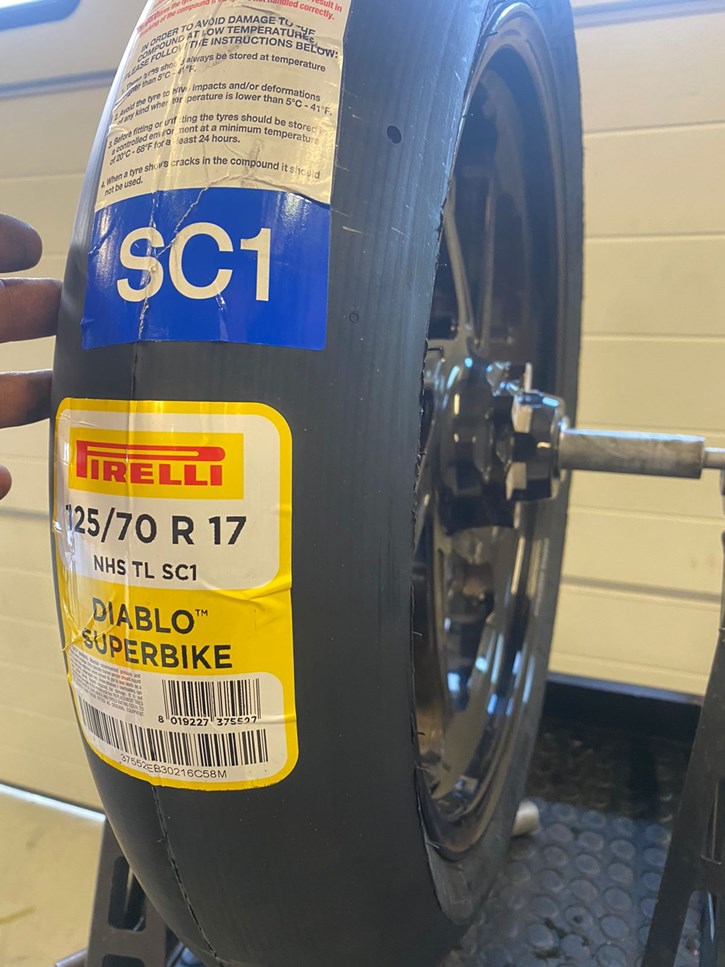 result in
handled correctly.
IN ORDER TO AVOID DAMAGE TO THE
COMPOUND AT LOW TEMPERATURES
PLEASE FOLLOW THE INSTRUCTIONS BELOW:
always be stored at temperature
than 5°C - 41°F.
2. Avoid the tyre to have impacts and/or deformations
of any kind when temperature is lower than 5°C - 41°F.
3. Before fitting or unfitting the tyres should be stored
a controlled environment at a minimum temperature
of 20°C - 68°F for at least 24 hours.
4. When a tyre shows cracks in the compound it should
not be used.
SC1
PIRELLI
125/70 R 17
NHS TL SC1
DIABLO™
SUPERBIKE
8 019227 375527
37552EB30216C58M